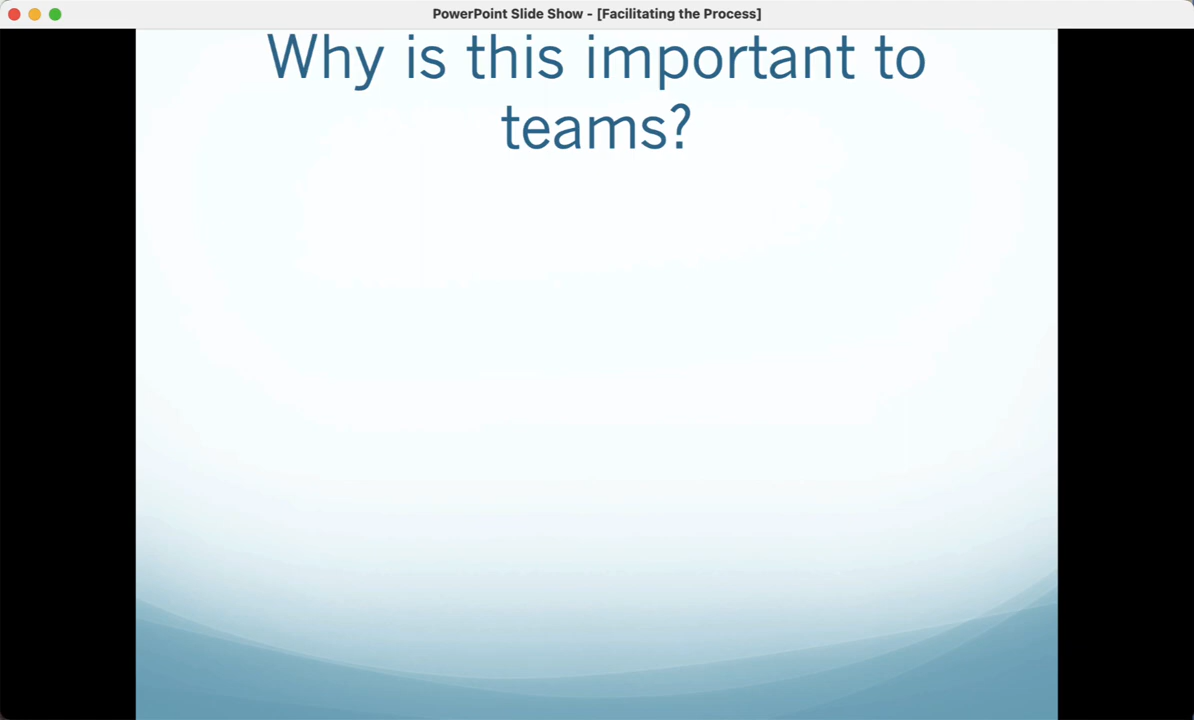 PowerPoint Slide Show - [Facilitating the Process]
Why is this important to
teams?